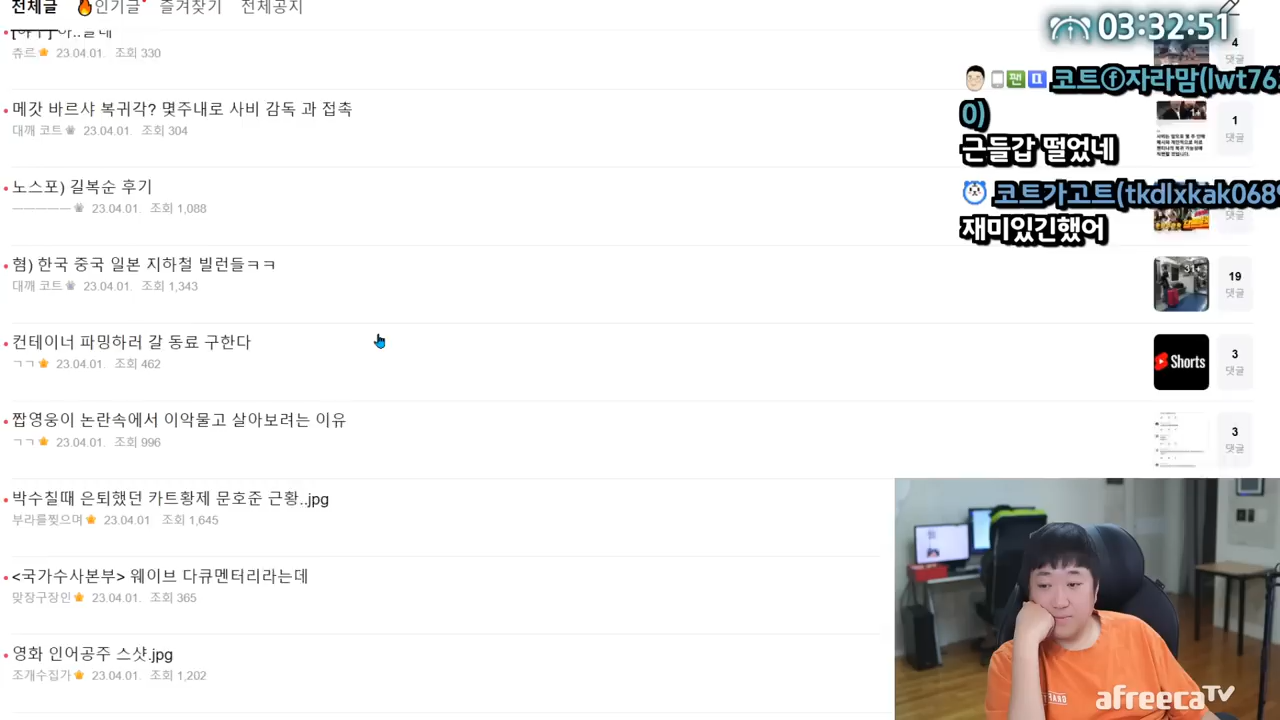 전체글 🔥인기글 즐겨찾기 전체공지
03:32:51
츄르 23.04.01. 조회 330
4
댓글
메갓 바르샤 복귀각? 몇주내로 사비 감독 과 접촉
대깨 코트 23.04.01. 조회 304
1
댓글
노스포) 길복순 후기
ㅡㅡㅡㅡㅡ 23.04.01. 조회 1,088
댓글
혐) 한국 중국 일본 지하철 빌런들ㅋㅋ
대깨 코트 23.04.01. 조회 1,343
19
댓글
컨테이너 파밍하러 갈 동료 구한다
ㄱㄱ 23.04.01. 조회 462
Shorts
3
댓글
짭영웅이 논란속에서 이악물고 살아보려는 이유
ㄱㄱ 23.04.01. 조회 996
3
댓글
박수칠때 은퇴했던 카트황제 문호준 근황..jpg
부라를찢으며 23.04.01 조회 1,645
<국가수사본부> 웨이브 다큐멘터리라는데
맞장구장인 23.04.01. 조회 365
영화 인어공주 스샷.jpg
조개수집가 23.04.01. 조회 1,202
팬 코트ⓕ자라맘(lwt76
0)
근들갑 떨었네
코트가고트(tkdlxkak068
재미있긴했어
afreecaTV